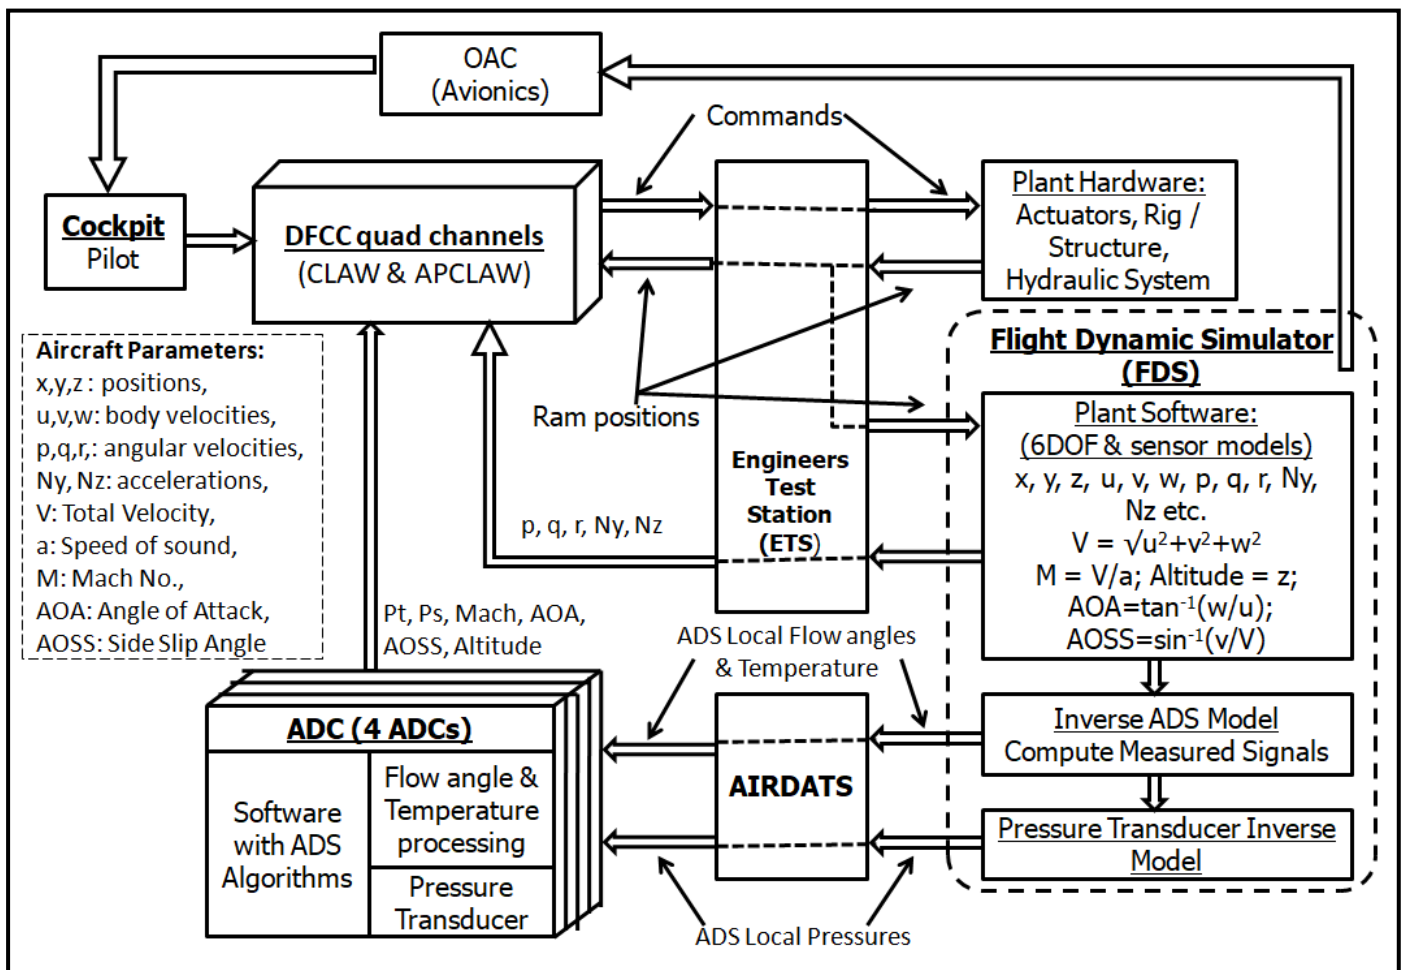 OAC
(Avionics)
Commands
Cockpit
Pilot
DFCC quad channels
(CLAW & APCLAW)
Plant Hardware:
Actuators, Rig /
Structure,
Hydraulic System
Aircraft Parameters:
x,y,z : positions,
u,v,w: body velocities,
p,q,r,: angular velocities,
Ny, Nz: accelerations,
V: Total Velocity,
a: Speed of sound,
M: Mach No.,
AOA: Angle of Attack,
AOSS: Side Slip Angle
Ram positions
Engineers
Test
Station
(ETS)
Flight Dynamic Simulator
(FDS)
Plant Software:
(6DOF & sensor models)
x, y, z, u, v, w, p, q, r, Ny,
Nz etc.
V = √u²+v²+w²
M = V/a; Altitude = z;
AOA=tan⁻¹(w/u);
AOSS=sin⁻¹(v/V)
p, q, r, Ny, Nz
Pt, Ps, Mach, AOA,
AOSS, Altitude
ADS Local Flow angles
& Temperature
ADC (4 ADCs)
Software
with ADS
Algorithms
Flow angle &
Temperature
processing
Pressure
Transducer
AIRDATS
Inverse ADS Model
Compute Measured Signals
Pressure Transducer Inverse
Model
ADS Local Pressures